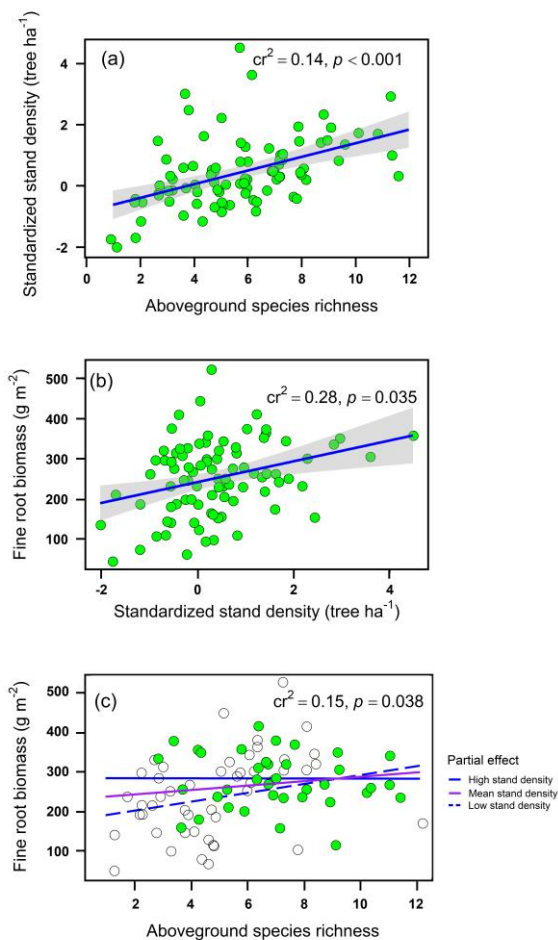 (a)
cr² = 0.14, p < 0.001
Standardized stand density (tree ha⁻¹)
4
2
0
-2
0 2 4 6 8 10 12
Aboveground species richness
(b)
cr² = 0.28, p = 0.035
Fine root biomass (g m⁻²)
500
400
300
200
100
-2 0 2 4
Standardized stand density (tree ha⁻¹)
(c)
cr² = 0.15, p = 0.038
Fine root biomass (g m⁻²)
500
400
300
200
100
2 4 6 8 10 12
Aboveground species richness
Partial effect
High stand density
Mean stand density
Low stand density